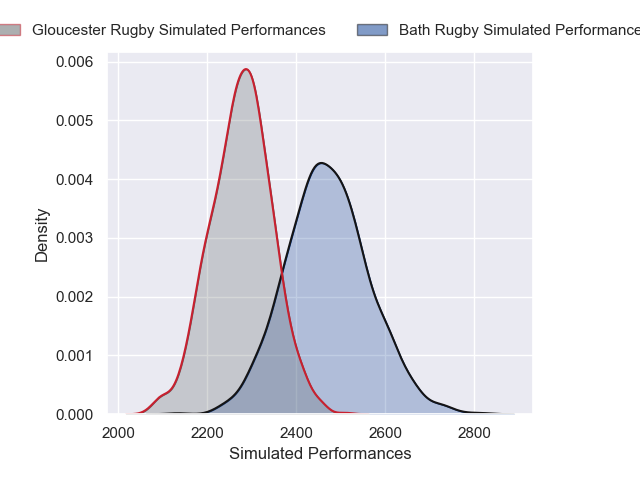 Gloucester Rugby Simulated Performances
Bath Rugby Simulated Performance
0.006
0.005
0.004
0.003
0.002
0.001
0.000
Density
2000 2200 2400 2600 2800
Simulated Performances